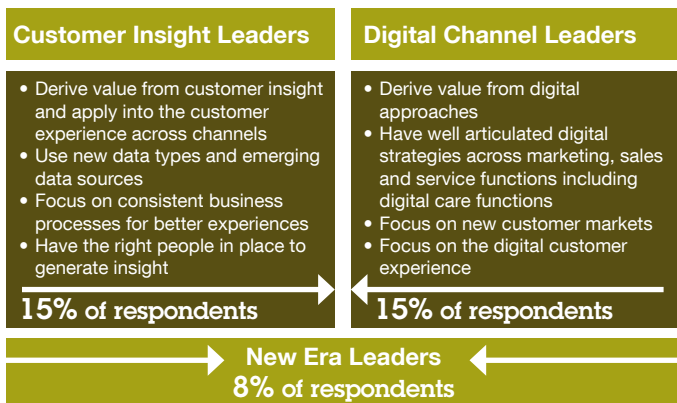 Customer Insight Leaders
• Derive value from customer insight
and apply into the customer
experience across channels
• Use new data types and emerging
data sources
• Focus on consistent business
processes for better experiences
• Have the right people in place to
generate insight
15% of respondents
Digital Channel Leaders
• Derive value from digital
approaches
• Have well articulated digital
strategies across marketing, sales
and service functions including
digital care functions
• Focus on new customer markets
• Focus on the digital customer
experience
15% of respondents
New Era Leaders
8% of respondents